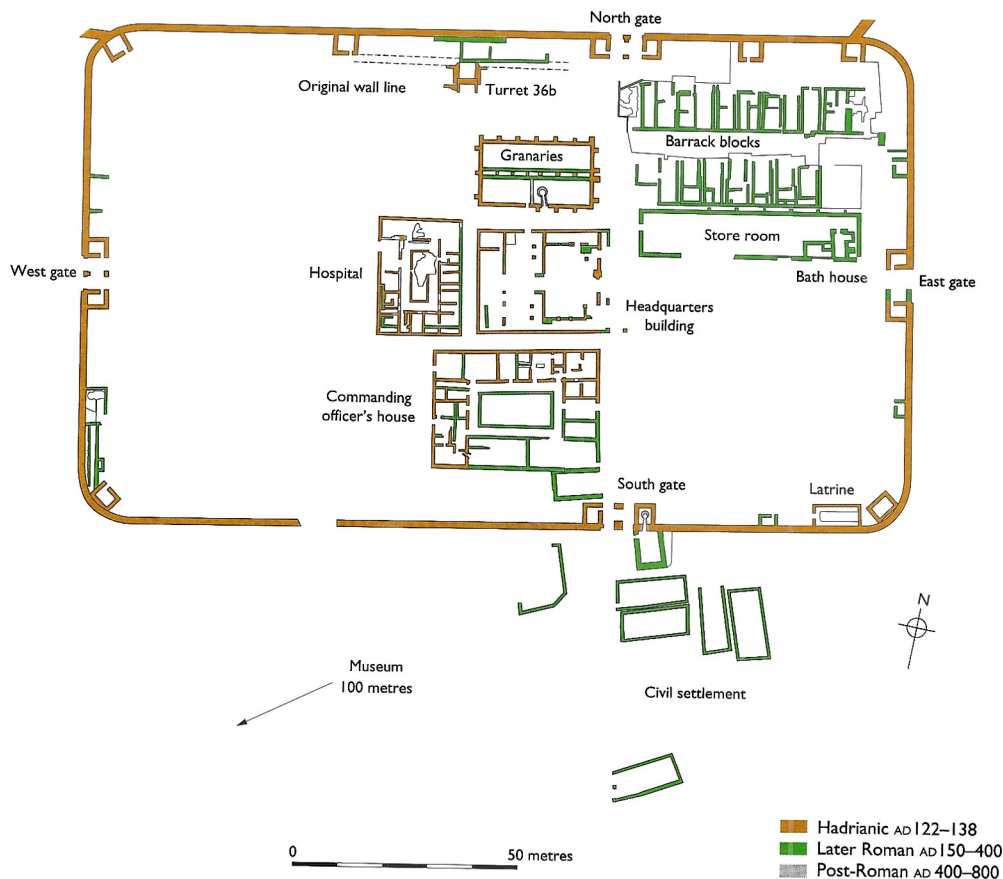 North gate
Original wall line
Turret 36b
Granaries
Barrack blocks
Store room
West gate
Hospital
Bath house
East gate
Headquarters
building
Commanding
officer's house
South gate
Latrine
N
Museum
100 metres
Civil settlement
0
50 metres
Hadrianic AD 122–138
Later Roman AD 150–400
Post-Roman AD 400–800